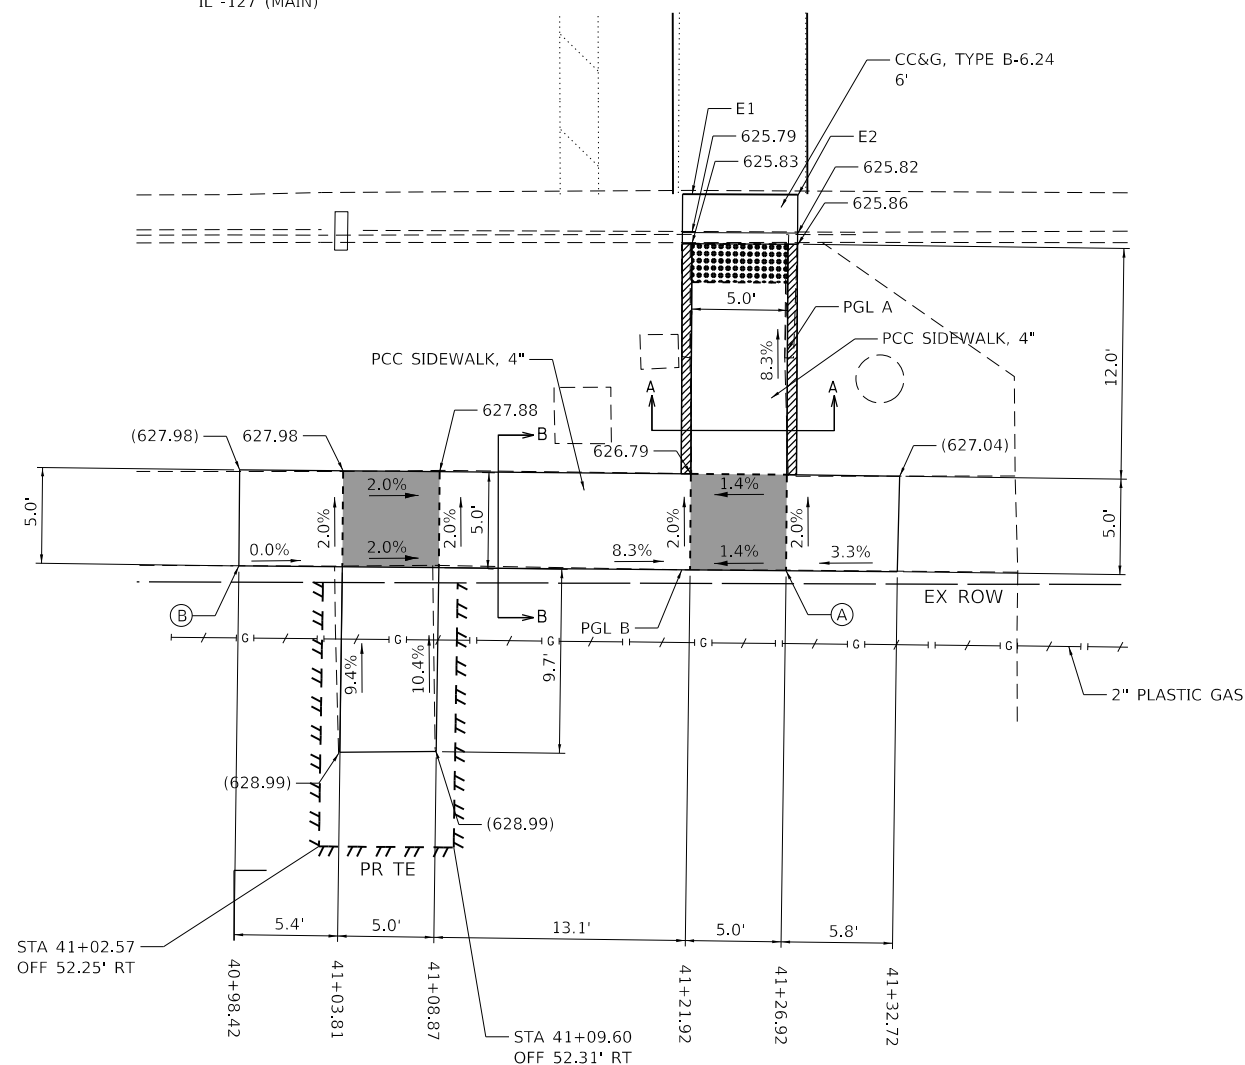 IL -127 (MAIN)
CC&G, TYPE B-6.24
6'
E1
625.79
E2
625.83
625.82
625.86
5.0'
PGL A
PCC SIDEWALK, 4"
8.3%
12.0'
PCC SIDEWALK, 4"
A
A
627.88
(627.98)
627.98
B
626.79
(627.04)
2.0%
1.4%
5.0'
2.0%
2.0%
5.0'
2.0%
2.0%
5.0'
0.0%
2.0%
8.3%
1.4%
3.3%
EX ROW
B
B
PGL B
A
G
G
G
G
G
9.4%
10.4%
9.7'
2" PLASTIC GAS
(628.99)
(628.99)
PR TE
5.4'
5.0'
13.1'
5.0'
5.8'
STA 41+02.57
OFF 52.25' RT
40+98.42
41+03.81
41+08.87
41+21.92
41+26.92
41+32.72
STA 41+09.60
OFF 52.31' RT